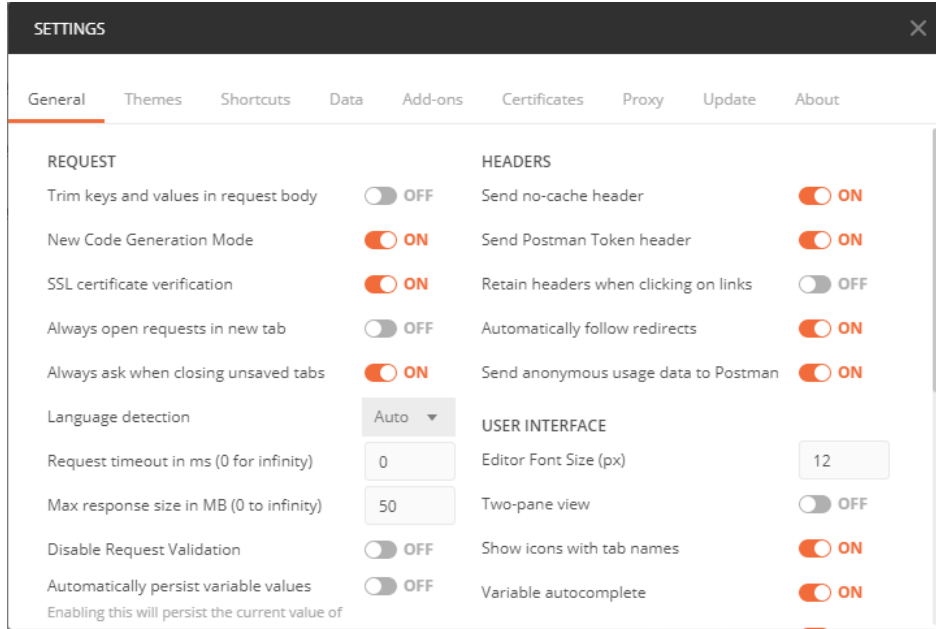 SETTINGS
General Themes Shortcuts Data Add-ons Certificates Proxy Update About
REQUEST
Trim keys and values in request body OFF
New Code Generation Mode ON
SSL certificate verification ON
Always open requests in new tab OFF
Always ask when closing unsaved tabs ON
Language detection Auto
Request timeout in ms (0 for infinity) 0
Max response size in MB (0 to infinity) 50
Disable Request Validation OFF
Automatically persist variable values OFF
Enabling this will persist the current value of
HEADERS
Send no-cache header ON
Send Postman Token header ON
Retain headers when clicking on links OFF
Automatically follow redirects ON
Send anonymous usage data to Postman ON
USER INTERFACE
Editor Font Size (px) 12
Two-pane view OFF
Show icons with tab names ON
Variable autocomplete ON